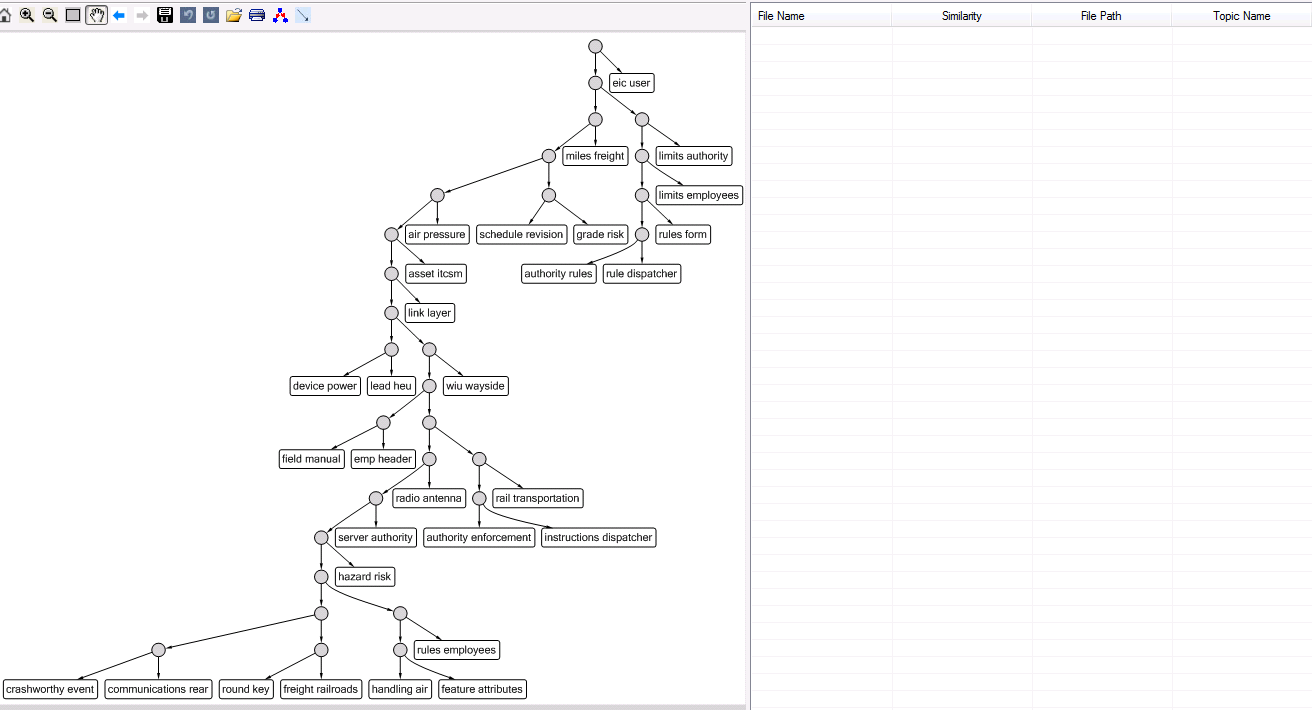 File Name Similarity File Path Topic Name
eic user
miles freight limits authority
limits employees
air pressure schedule revision grade risk rules form
asset itcsm authority rules rule dispatcher
link layer
device power lead heu wiu wayside
field manual emp header
radio antenna rail transportation
server authority authority enforcement instructions dispatcher
hazard risk
rules employees
crashworthy event communications rear round key freight railroads handling air feature attributes